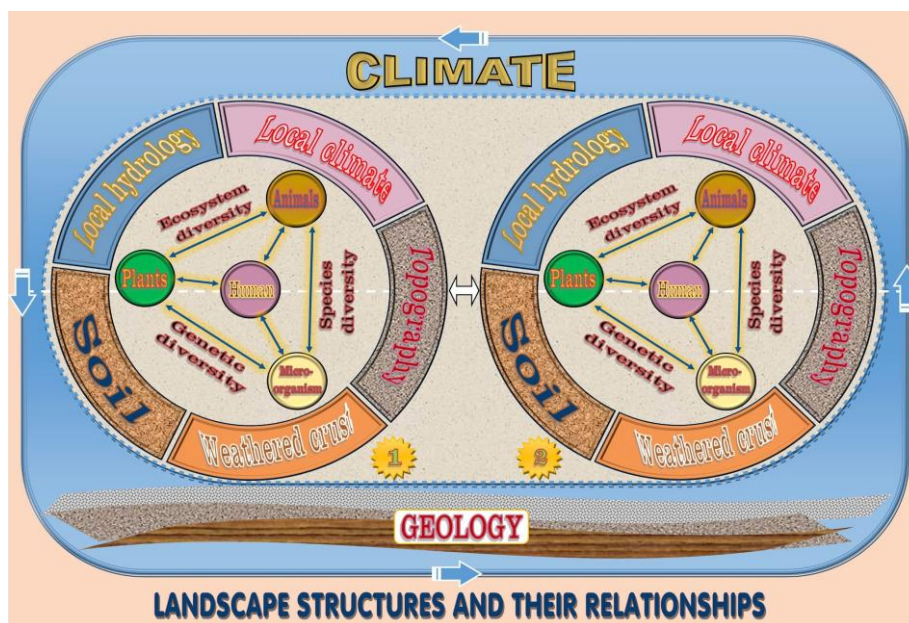 CLIMATE
Local hydrology
Local climate
Topography
Weathered crust
Soil
Animals
Plants
Human
Micro-
organism
Ecosystem
diversity
Species
diversity
Genetic
diversity
1
Local hydrology
Local climate
Topography
Weathered crust
Soil
Animals
Plants
Human
Micro-
organism
Ecosystem
diversity
Species
diversity
Genetic
diversity
2
GEOLOGY
LANDSCAPE STRUCTURES AND THEIR RELATIONSHIPS